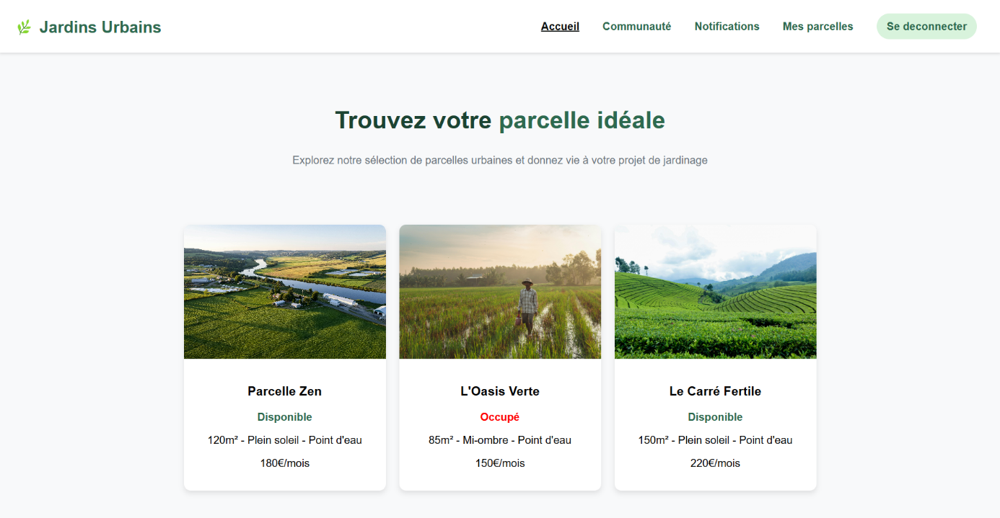 Jardins Urbains
Accueil
Communauté
Notifications
Mes parcelles
Se deconnecter
Trouvez votre parcelle idéale
Explorez notre sélection de parcelles urbaines et donnez vie à votre projet de jardinage
Parcelle Zen
Disponible
120m² - Plein soleil - Point d'eau
180€/mois
L'Oasis Verte
Occupé
85m² - Mi-ombre - Point d'eau
150€/mois
Le Carré Fertile
Disponible
150m² - Plein soleil - Point d'eau
220€/mois